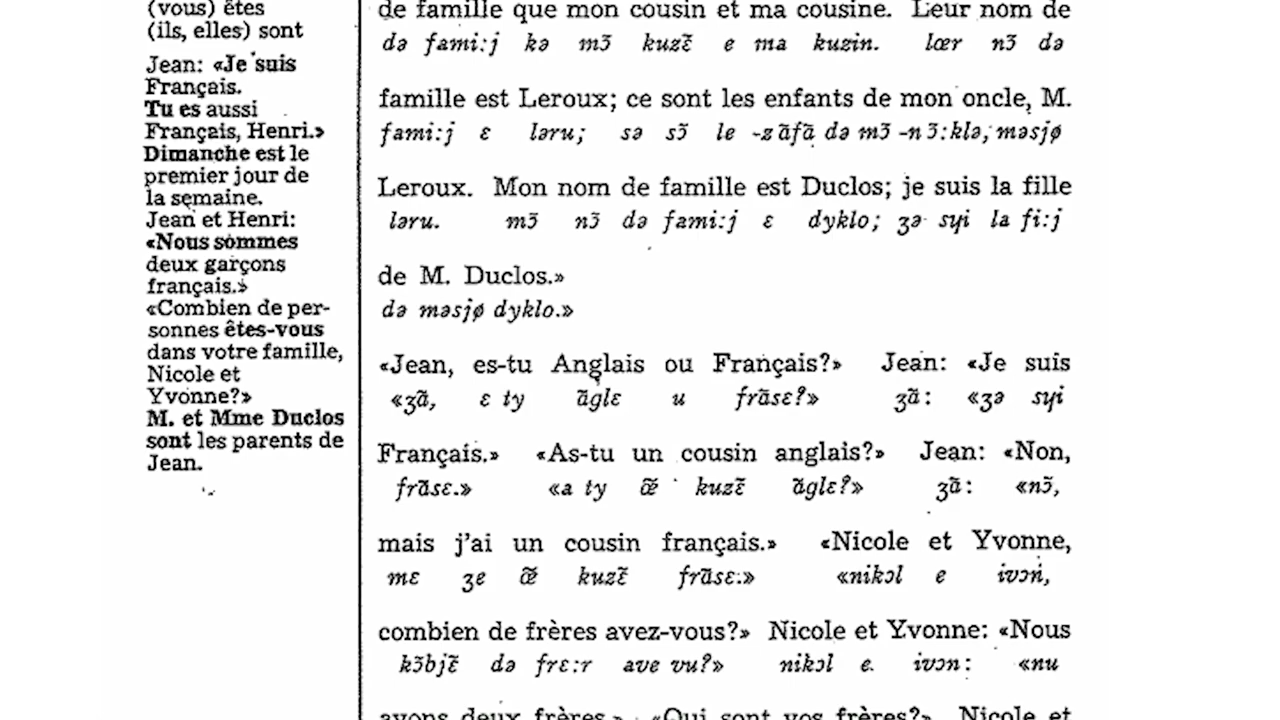 (vous) êtes
(ils, elles) sont
Jean: «Je suis
Français.
Tu es aussi
Français, Henri.»
Dimanche est le
premier jour de
la semaine.
Jean et Henri:
«Nous sommes
deux garçons
français.»
«Combien de per-
sonnes êtes-vous
dans votre famille,
Nicole et
Yvonne?»
M. et Mme Duclos
sont les parents de
Jean.
de famille que mon cousin et ma cousine. Leur nom de
də fami:j kə mɔ̃ kuzɛ̃ e ma kuzin. lœr nɔ̃ də
famille est Leroux; ce sont les enfants de mon oncle, M.
fami:j ɛ ləru; sə sɔ̃ le -zɑ̃fɑ̃ də mɔ̃ -nɔ̃:klə, məsjø
Leroux. Mon nom de famille est Duclos; je suis la fille
ləru. mɔ̃ nɔ̃ də fami:j ɛ dyklo; ʒə sɥi la fi:j
de M. Duclos.»
də məsjø dyklo.»
«Jean, es-tu Anglais ou Français?» Jean: «Je suis
«ʒɑ̃, ɛ ty ɑ̃glɛ u frɑ̃sɛ?» ʒɑ̃: «ʒə sɥi
Français.» «As-tu un cousin anglais?» Jean: «Non,
frɑ̃sɛ.» «a ty œ̃ kuzɛ̃ ɑ̃glɛ?» ʒɑ̃: «nɔ̃,
mais j'ai un cousin français.» «Nicole et Yvonne,
mɛ ʒe œ̃ kuzɛ̃ frɑ̃sɛ.» «nikɔl e ivɔn,
combien de frères avez-vous?» Nicole et Yvonne: «Nous
kɔ̃bjɛ̃ də frɛ:r ave vu?» nikɔl e ivɔn: «nu
avons deux frères.» «Qui sont vos frères?» Nicole et